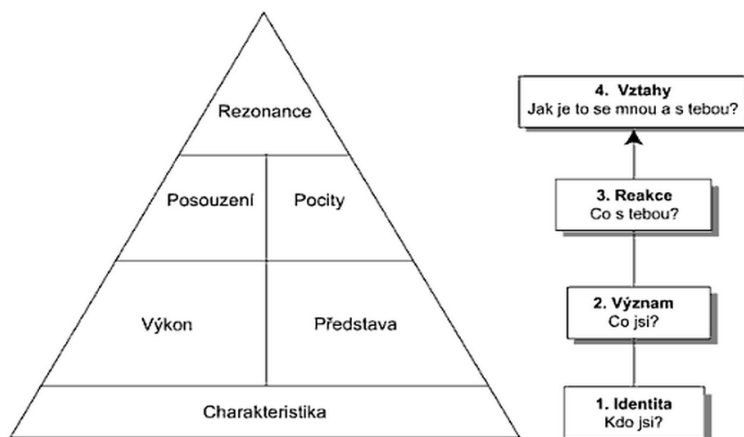 Rezonance
Posouzení
Pocity
Výkon
Představa
Charakteristika
4. Vztahy
Jak je to se mnou a s tebou?
3. Reakce
Co s tebou?
2. Význam
Co jsi?
1. Identita
Kdo jsi?